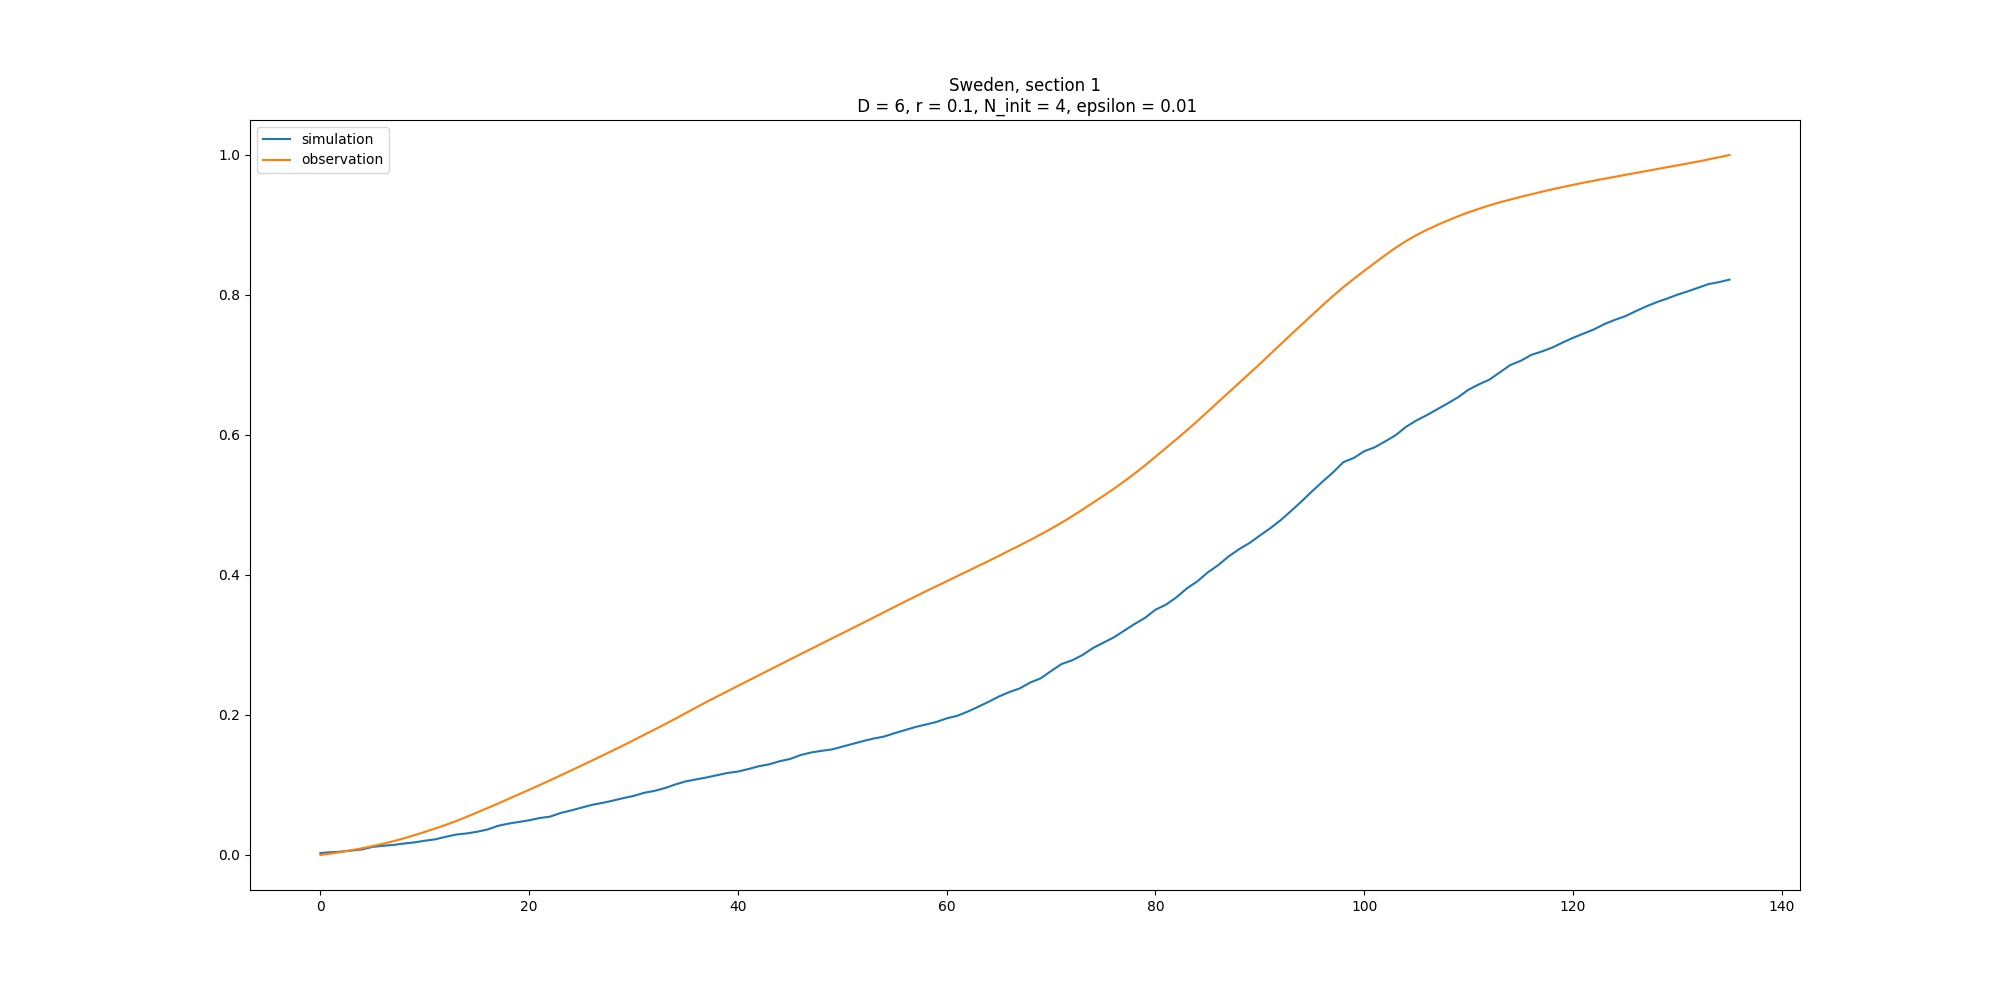 Sweden, section 1
D = 6, r = 0.1, N_init = 4, epsilon = 0.01
simulation
observation
1.0
0.8
0.6
0.4
0.2
0.0
0 20 40 60 80 100 120 140